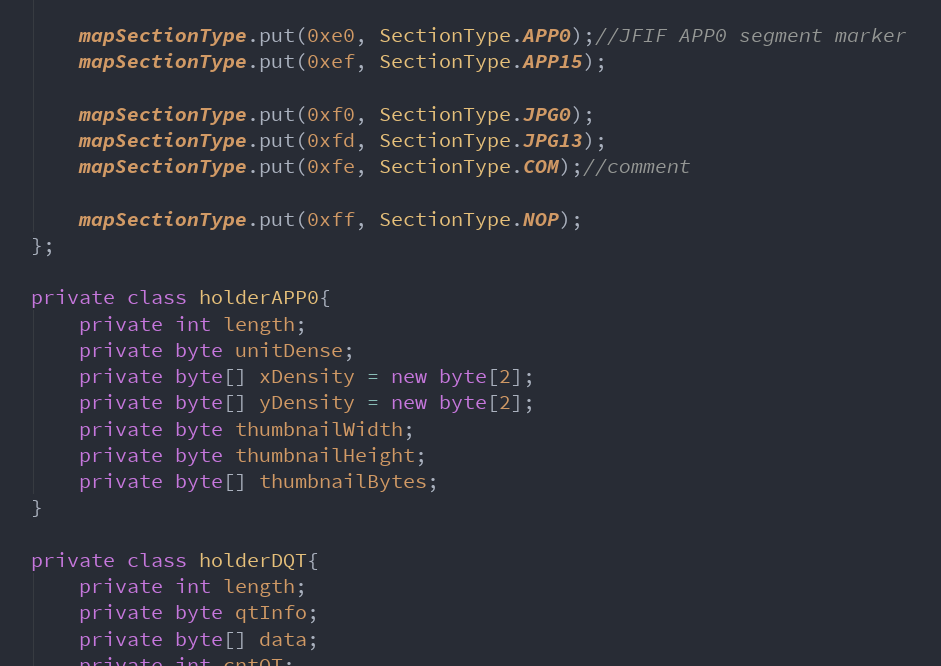 mapSectionType.put(0xe0, SectionType.APP0);//JFIF APP0 segment marker
mapSectionType.put(0xef, SectionType.APP15);
mapSectionType.put(0xf0, SectionType.JPG0);
mapSectionType.put(0xfd, SectionType.JPG13);
mapSectionType.put(0xfe, SectionType.COM);//comment
mapSectionType.put(0xff, SectionType.NOP);
};
private class holderAPP0{
private int length;
private byte unitDense;
private byte[] xDensity = new byte[2];
private byte[] yDensity = new byte[2];
private byte thumbnailWidth;
private byte thumbnailHeight;
private byte[] thumbnailBytes;
}
private class holderDQT{
private int length;
private byte qtInfo;
private byte[] data;
private int cntQT;